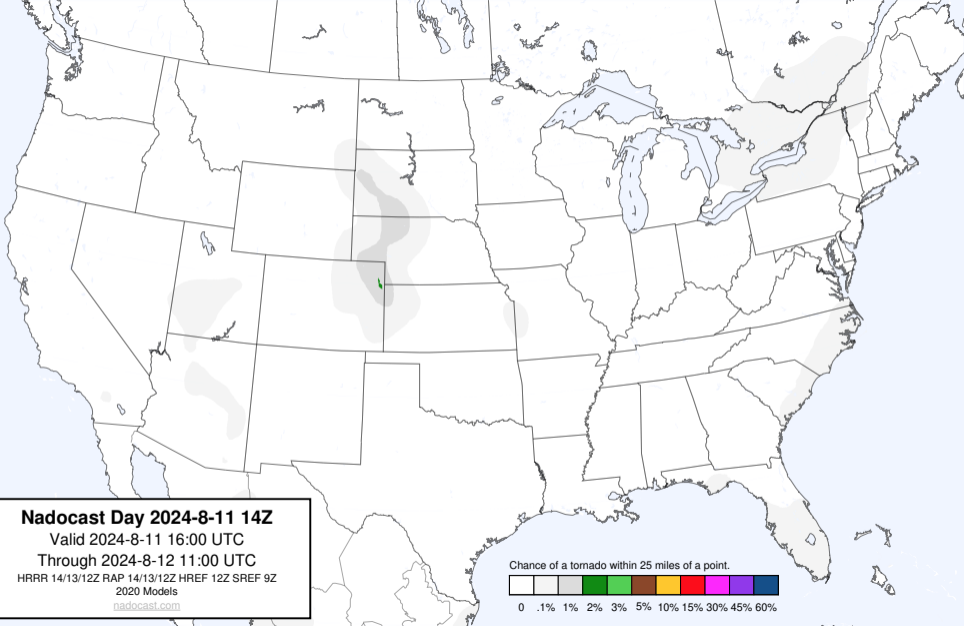 Nadocast Day 2024-8-11 14Z
Valid 2024-8-11 16:00 UTC
Through 2024-8-12 11:00 UTC
HRRR 14/13/12Z RAP 14/13/12Z HREF 12Z SREF 9Z
2020 Models
nadocast.com
Chance of a tornado within 25 miles of a point.
0 .1% 1% 2% 3% 5% 10% 15% 30% 45% 60%